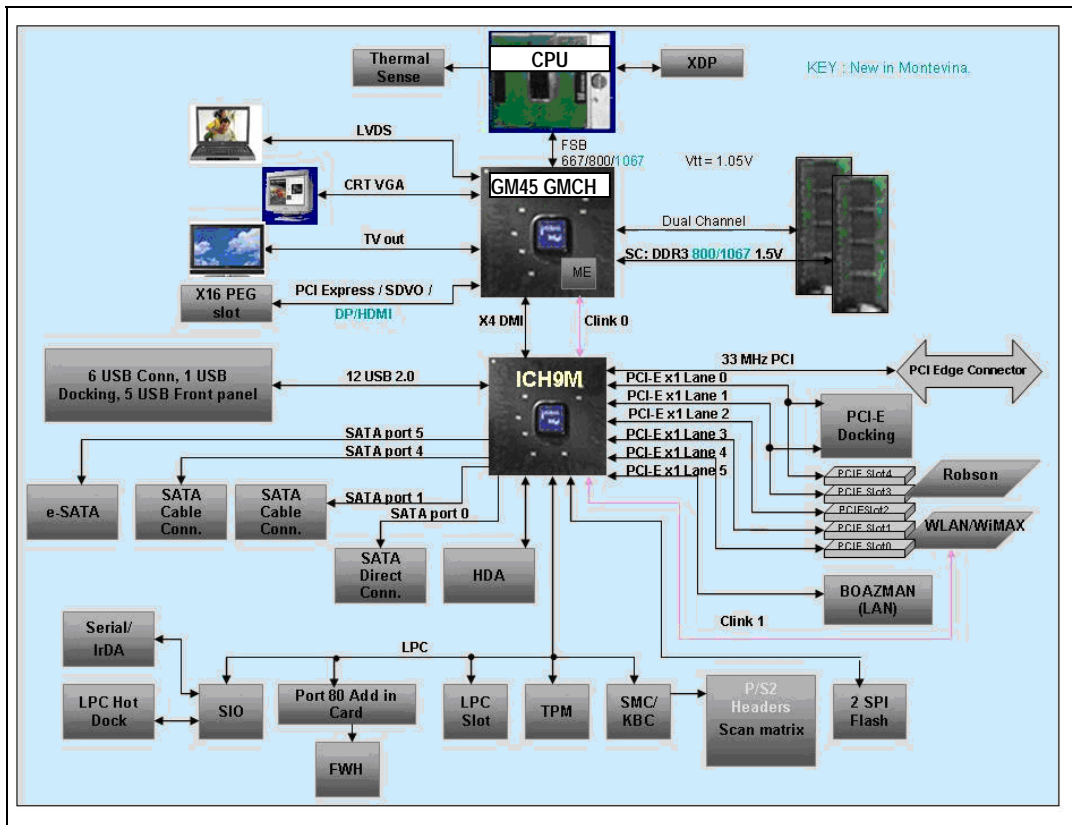 Thermal
Sense
CPU
XDP
KEY : New in Montevina.
LVDS
FSB
667/800/1067
Vtt = 1.05V
GM45 GMCH
CRT VGA
Dual Channel
TV out
SC: DDR3 800/1067 1.5V
ME
X16 PEG
slot
PCI Express / SDVO /
DP/HDMI
X4 DMI
Clink 0
33 MHz PCI
PCI Edge Connector
6 USB Conn, 1 USB
Docking, 5 USB Front panel
12 USB 2.0
ICH9M
PCI-E x1 Lane 0
PCI-E x1 Lane 1
PCI-E x1 Lane 2
PCI-E x1 Lane 3
PCI-E x1 Lane 4
PCI-E x1 Lane 5
PCI-E
Docking
SATA port 5
SATA port 4
SATA port 1
SATA port 0
e-SATA
SATA
Cable
Conn.
SATA
Cable
Conn.
SATA
Direct
Conn.
HDA
PCIE Slot4
PCIE Slot3
PCIESlot2
PCIE Slot1
PCIE Slot0
Robson
WLAN/WiMAX
BOAZMAN
(LAN)
Clink 1
Serial/
IrDA
LPC
LPC Hot
Dock
SIO
Port 80 Add in
Card
FWH
LPC
Slot
TPM
SMC/
KBC
P/S2
Headers
Scan matrix
2 SPI
Flash